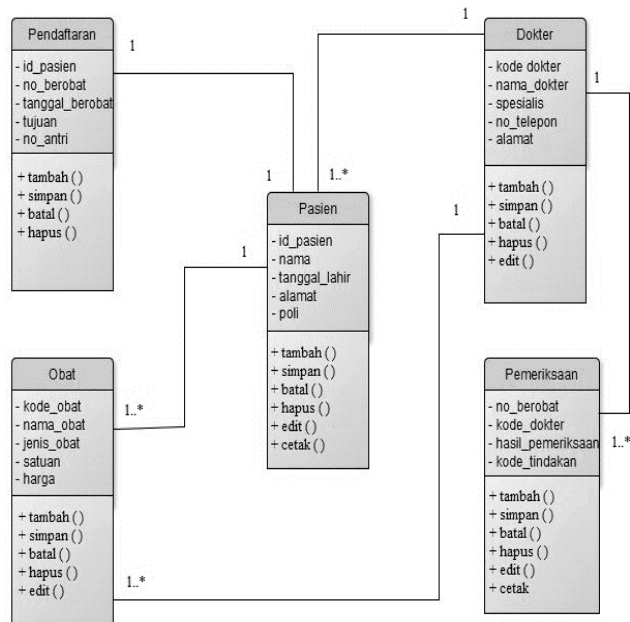 Pendaftaran
- id_pasien
- no_berobat
- tanggal_berobat
- tujuan
- no_antri
+ tambah ( )
+ simpan ( )
+ batal ( )
+ hapus ( )
1
1
1
1..*
Dokter
- kode dokter
- nama_dokter
- spesialis
- no_telepon
- alamat
+ tambah ( )
+ simpan ( )
+ batal ( )
+ hapus ( )
+ edit ( )
1
1
Pasien
- id_pasien
- nama
- tanggal_lahir
- alamat
- poli
+ tambah ( )
+ simpan ( )
+ batal ( )
+ hapus ( )
+ edit ( )
+ cetak ( )
1
1..*
Obat
- kode_obat
- nama_obat
- jenis_obat
- satuan
- harga
+ tambah ( )
+ simpan ( )
+ batal ( )
+ hapus ( )
+ edit ( )
1..*
Pemeriksaan
- no_berobat
- kode_dokter
- hasil_pemeriksaan
- kode_tindakan
+ tambah ( )
+ simpan ( )
+ batal ( )
+ hapus ( )
+ edit ( )
+ cetak
1..*